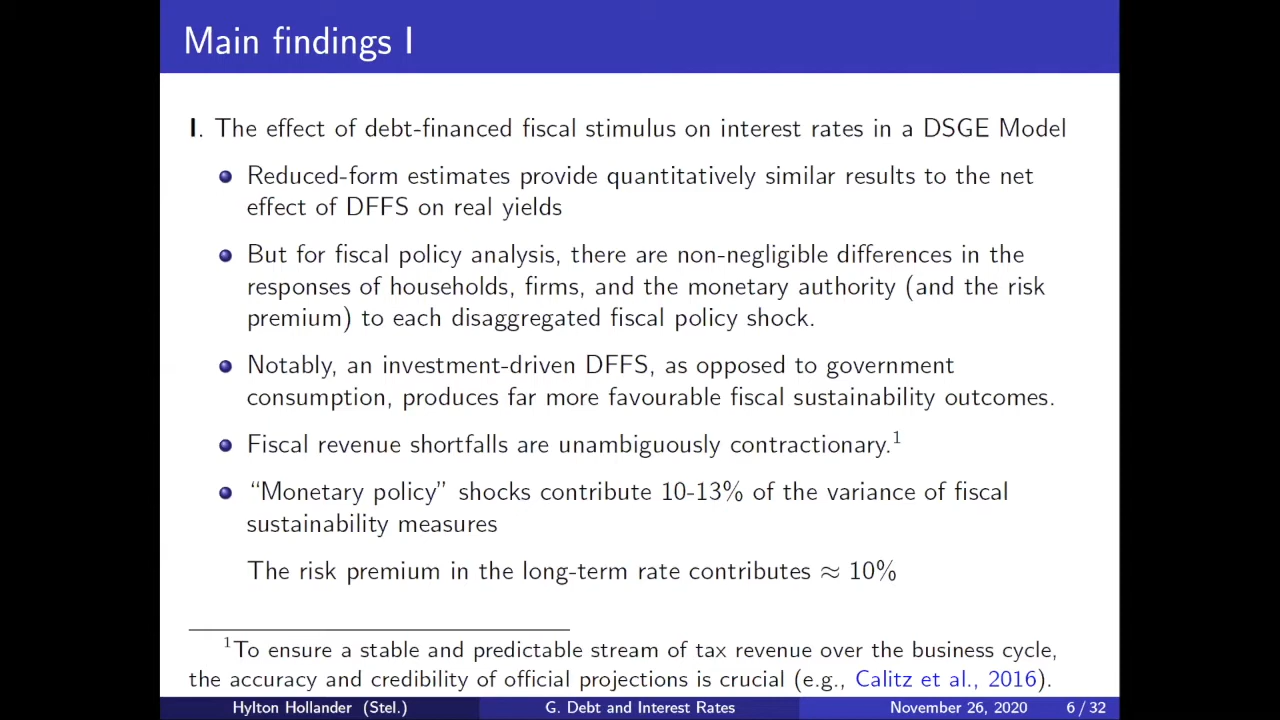 Main findings I
I. The effect of debt-financed fiscal stimulus on interest rates in a DSGE Model
Reduced-form estimates provide quantitatively similar results to the net
effect of DFFS on real yields
But for fiscal policy analysis, there are non-negligible differences in the
responses of households, firms, and the monetary authority (and the risk
premium) to each disaggregated fiscal policy shock.
Notably, an investment-driven DFFS, as opposed to government
consumption, produces far more favourable fiscal sustainability outcomes.
Fiscal revenue shortfalls are unambiguously contractionary.¹
“Monetary policy” shocks contribute 10-13% of the variance of fiscal
sustainability measures
The risk premium in the long-term rate contributes ≈ 10%
¹To ensure a stable and predictable stream of tax revenue over the business cycle,
the accuracy and credibility of official projections is crucial (e.g., Calitz et al., 2016).
Hylton Hollander (Stel.) G. Debt and Interest Rates November 26, 2020 6 / 32